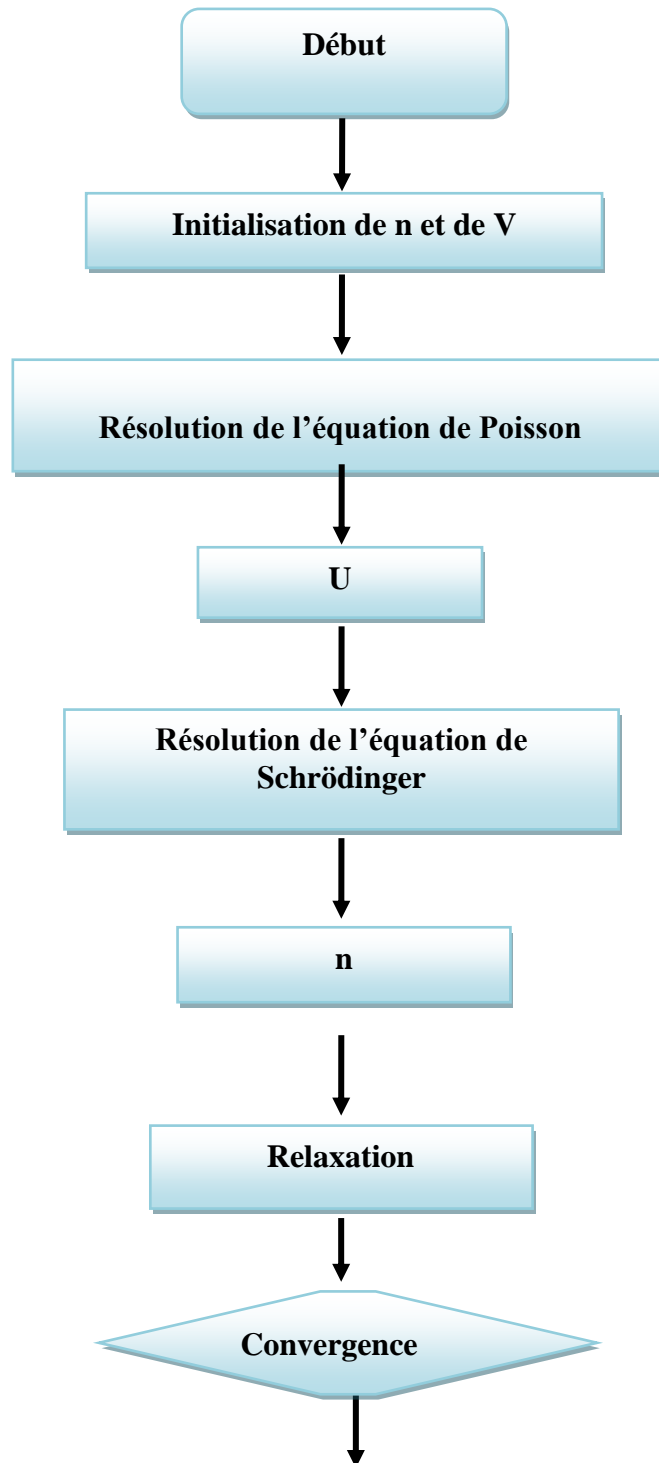 Début
Initialisation de n et de V
Résolution de l’équation de Poisson
U
Résolution de l’équation de
Schrödinger
n
Relaxation
Convergence